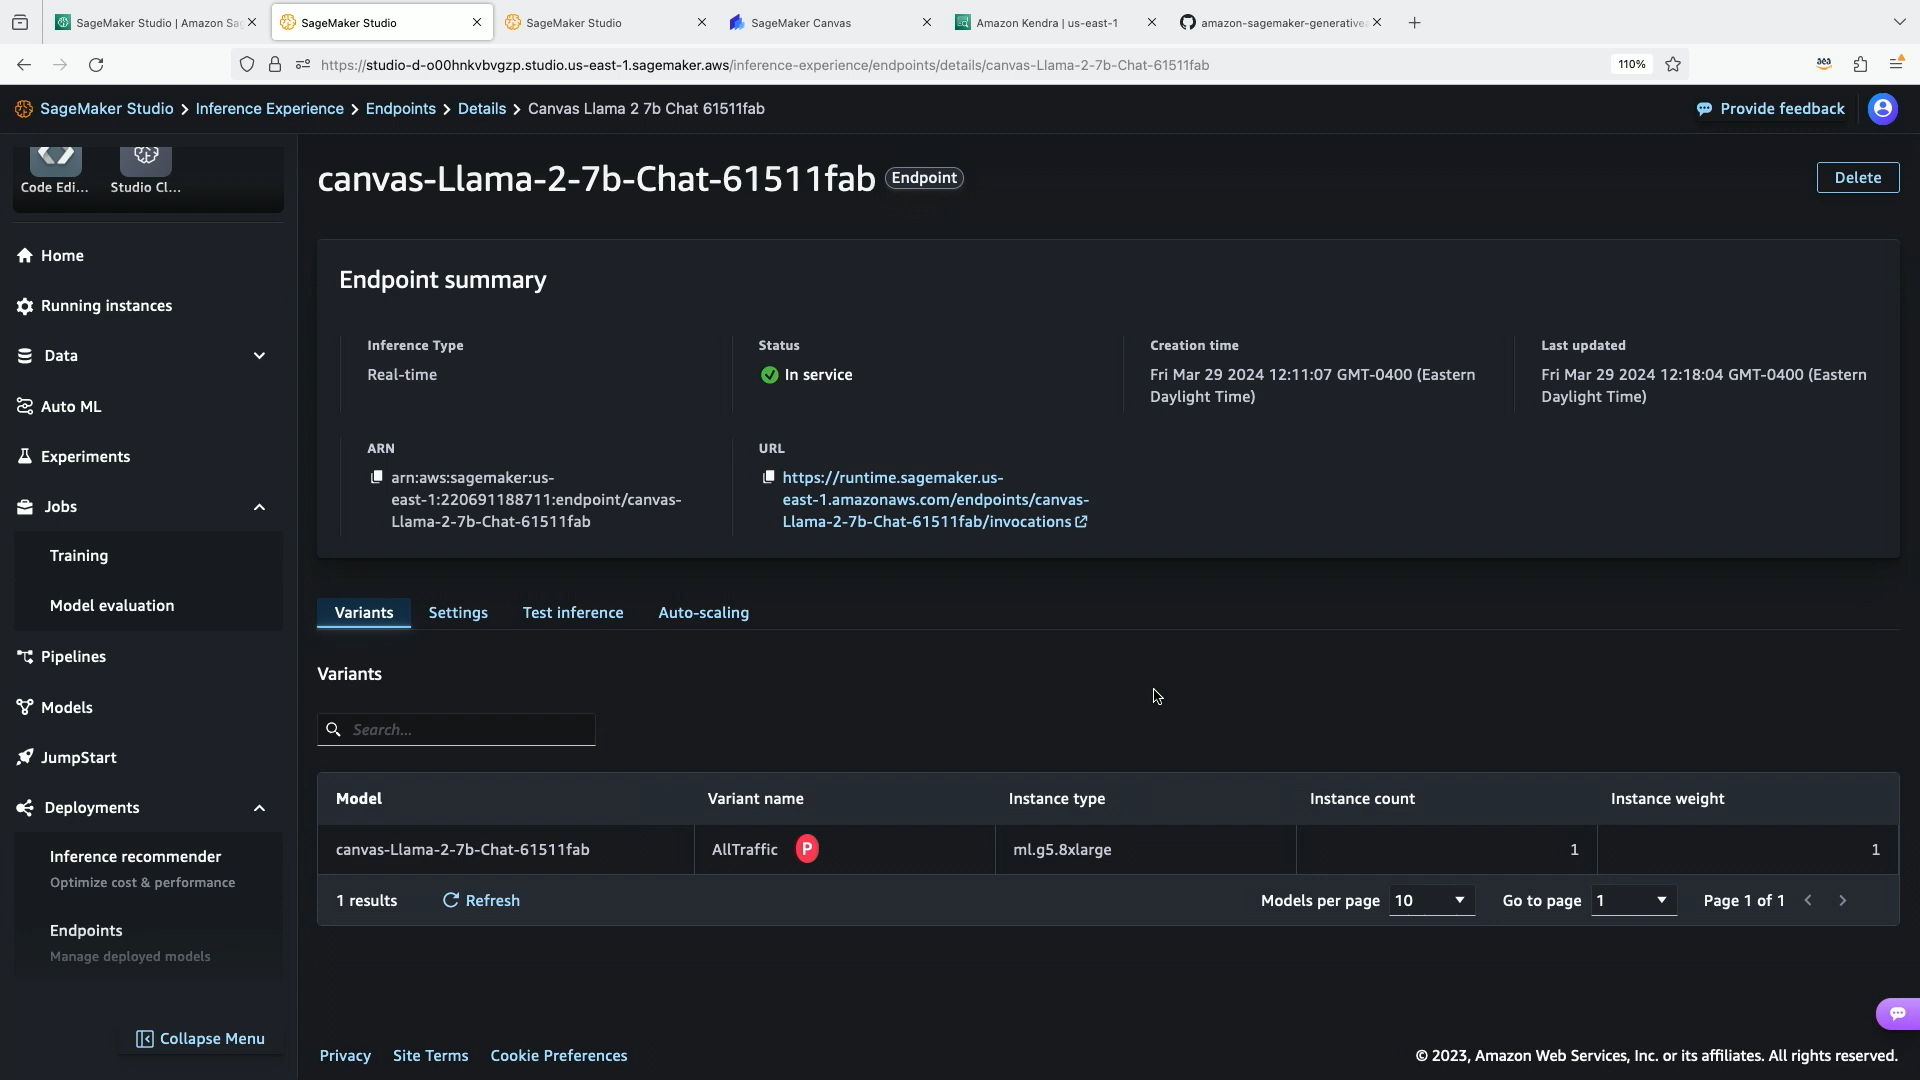 SageMaker Studio | Amazon Sa
SageMaker Studio
SageMaker Studio
SageMaker Canvas
Amazon Kendra | us-east-1
amazon-sagemaker-generativea
https://studio-d-o00hnkvbvgzp.studio.us-east-1.sagemaker.aws/inference-experience/endpoints/details/canvas-Llama-2-7b-Chat-61511fab
110%
SageMaker Studio > Inference Experience > Endpoints > Details > Canvas Llama 2 7b Chat 61511fab
Provide feedback
Code Edi...
Studio Cl...
Home
Running instances
Data
Auto ML
Experiments
Jobs
Training
Model evaluation
Pipelines
Models
JumpStart
Deployments
Inference recommender
Optimize cost & performance
Endpoints
Manage deployed models
Collapse Menu
canvas-Llama-2-7b-Chat-61511fab
Endpoint
Delete
Endpoint summary
Inference Type
Real-time
Status
In service
Creation time
Fri Mar 29 2024 12:11:07 GMT-0400 (Eastern
Daylight Time)
Last updated
Fri Mar 29 2024 12:18:04 GMT-0400 (Eastern
Daylight Time)
ARN
arn:aws:sagemaker:us-
east-1:220691188711:endpoint/canvas-
Llama-2-7b-Chat-61511fab
URL
https://runtime.sagemaker.us-
east-1.amazonaws.com/endpoints/canvas-
Llama-2-7b-Chat-61511fab/invocations
Variants
Settings
Test inference
Auto-scaling
Variants
Search...
Model
Variant name
Instance type
Instance count
Instance weight
canvas-Llama-2-7b-Chat-61511fab
AllTraffic P
ml.g5.8xlarge
1
1
1 results
Refresh
Models per page 10
Go to page 1
Page 1 of 1
Privacy
Site Terms
Cookie Preferences
© 2023, Amazon Web Services, Inc. or its affiliates. All rights reserved.